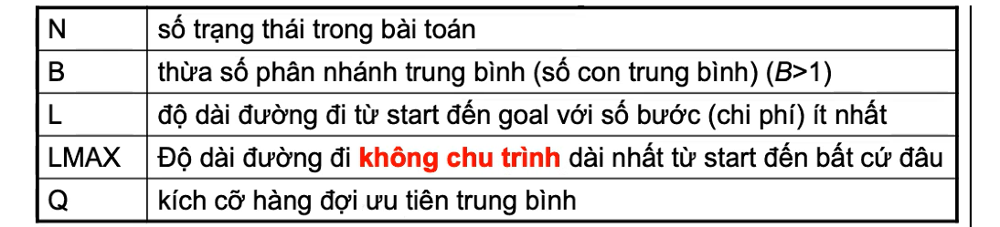 N số trạng thái trong bài toán
B thừa số phân nhánh trung bình (số con trung bình) (B>1)
L độ dài đường đi từ start đến goal với số bước (chi phí) ít nhất
LMAX Độ dài đường đi không chu trình dài nhất từ start đến bất cứ đâu
Q kích cỡ hàng đợi ưu tiên trung bình